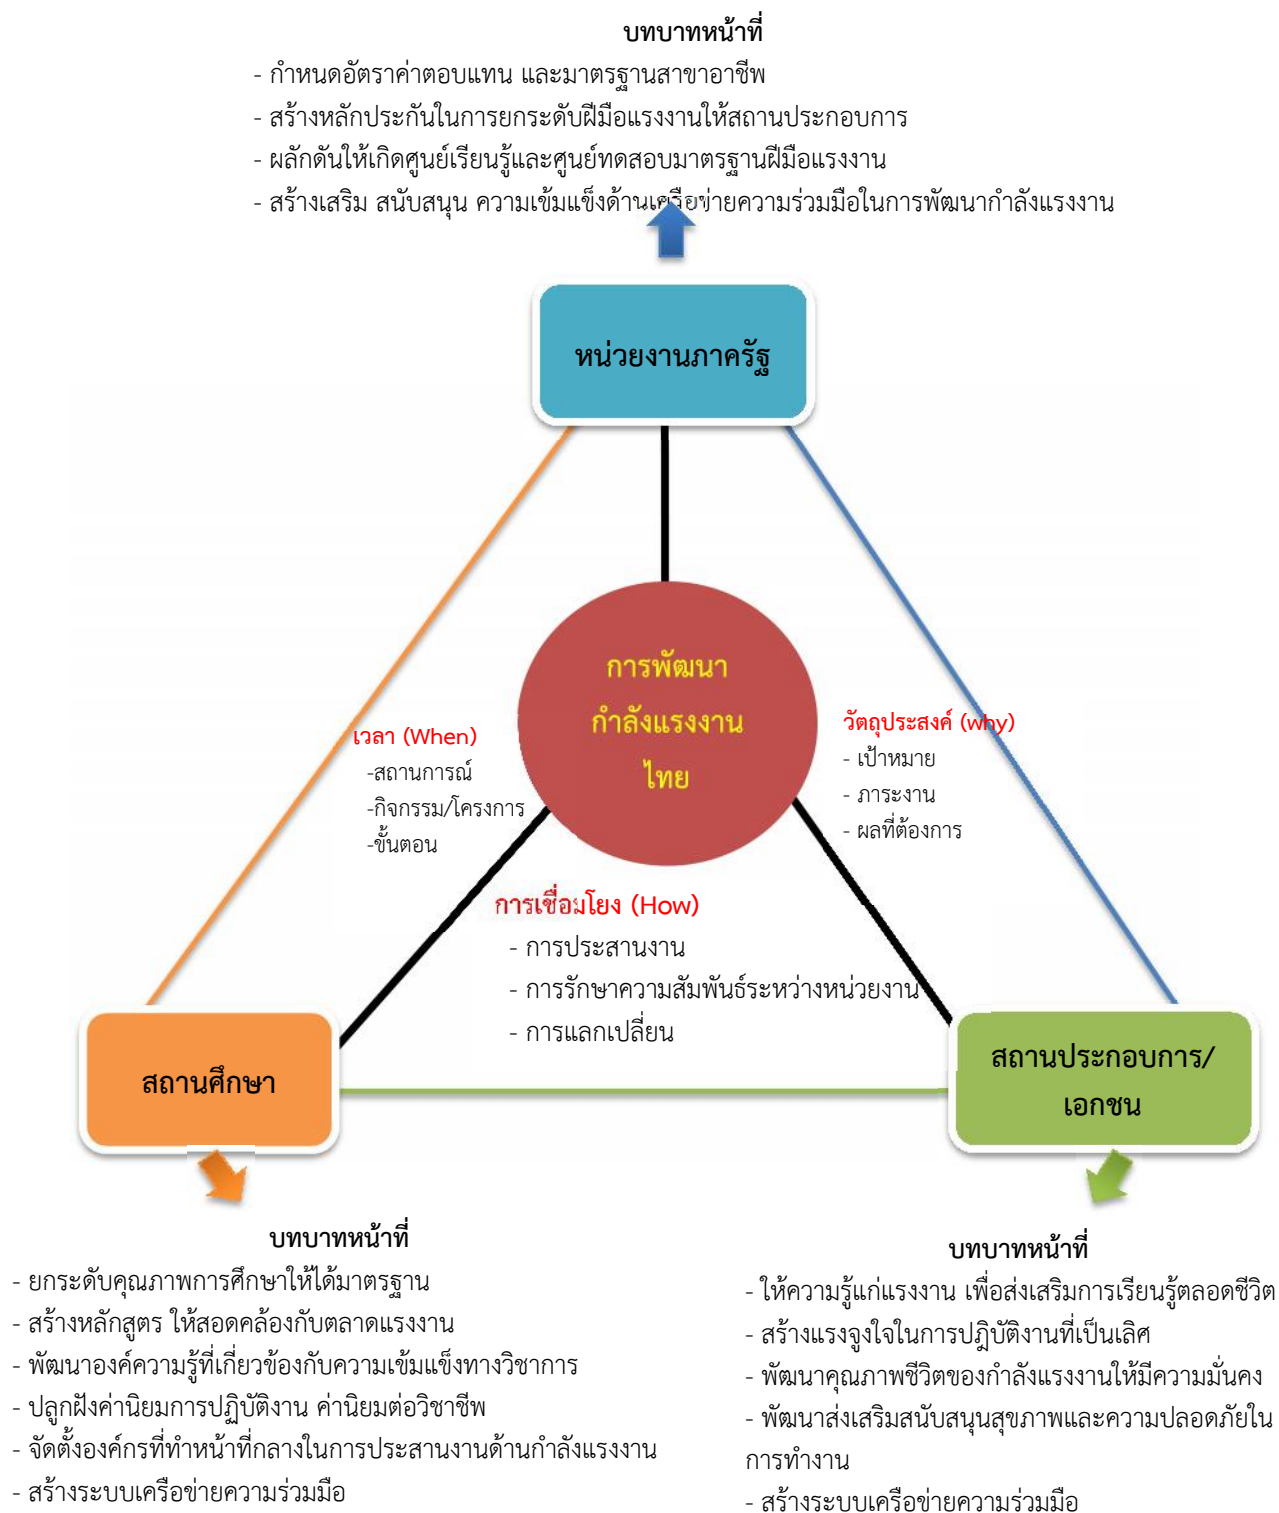 บทบาทหน้าที่
- กำหนดอัตราค่าตอบแทน และมาตรฐานสาขาอาชีพ
- สร้างหลักประกันในการยกระดับฝีมือแรงงานให้สถานประกอบการ
- ผลักดันให้เกิดศูนย์เรียนรู้และศูนย์ทดสอบมาตรฐานฝีมือแรงงาน
- สร้างเสริม สนับสนุน ความเข้มแข็งด้านเครือข่ายความร่วมมือในการพัฒนากำลังแรงงาน
หน่วยงานภาครัฐ
การพัฒนา
กำลังแรงงาน
ไทย
เวลา (When)
-สถานการณ์
-กิจกรรม/โครงการ
-ขั้นตอน
วัตถุประสงค์ (why)
- เป้าหมาย
- ภาระงาน
- ผลที่ต้องการ
การเชื่อมโยง (How)
- การประสานงาน
- การรักษาความสัมพันธ์ระหว่างหน่วยงาน
- การแลกเปลี่ยน
สถานศึกษา
สถานประกอบการ/
เอกชน
บทบาทหน้าที่
- ยกระดับคุณภาพการศึกษาให้ได้มาตรฐาน
- สร้างหลักสูตร ให้สอดคล้องกับตลาดแรงงาน
- พัฒนาองค์ความรู้ที่เกี่ยวข้องกับความเข้มแข็งทางวิชาการ
- ปลูกฝังค่านิยมการปฏิบัติงาน ค่านิยมต่อวิชาชีพ
- จัดตั้งองค์กรที่ทำหน้าที่กลางในการประสานงานด้านกำลังแรงงาน
- สร้างระบบเครือข่ายความร่วมมือ
บทบาทหน้าที่
- ให้ความรู้แก่แรงงาน เพื่อส่งเสริมการเรียนรู้ตลอดชีวิต
- สร้างแรงจูงใจในการปฎิบัติงานที่เป็นเลิศ
- พัฒนาคุณภาพชีวิตของกำลังแรงงานให้มีความมั่นคง
- พัฒนาส่งเสริมสนับสนุนสุขภาพและความปลอดภัยใน
การทำงาน
- สร้างระบบเครือข่ายความร่วมมือ